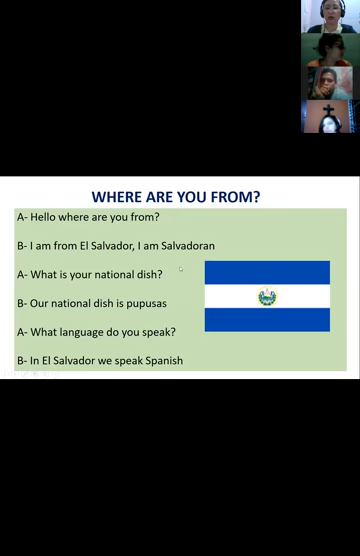 WHERE ARE YOU FROM?
A- Hello where are you from?
B- I am from El Salvador, I am Salvadoran
A- What is your national dish?
B- Our national dish is pupusas
A- What language do you speak?
B- In El Salvador we speak Spanish